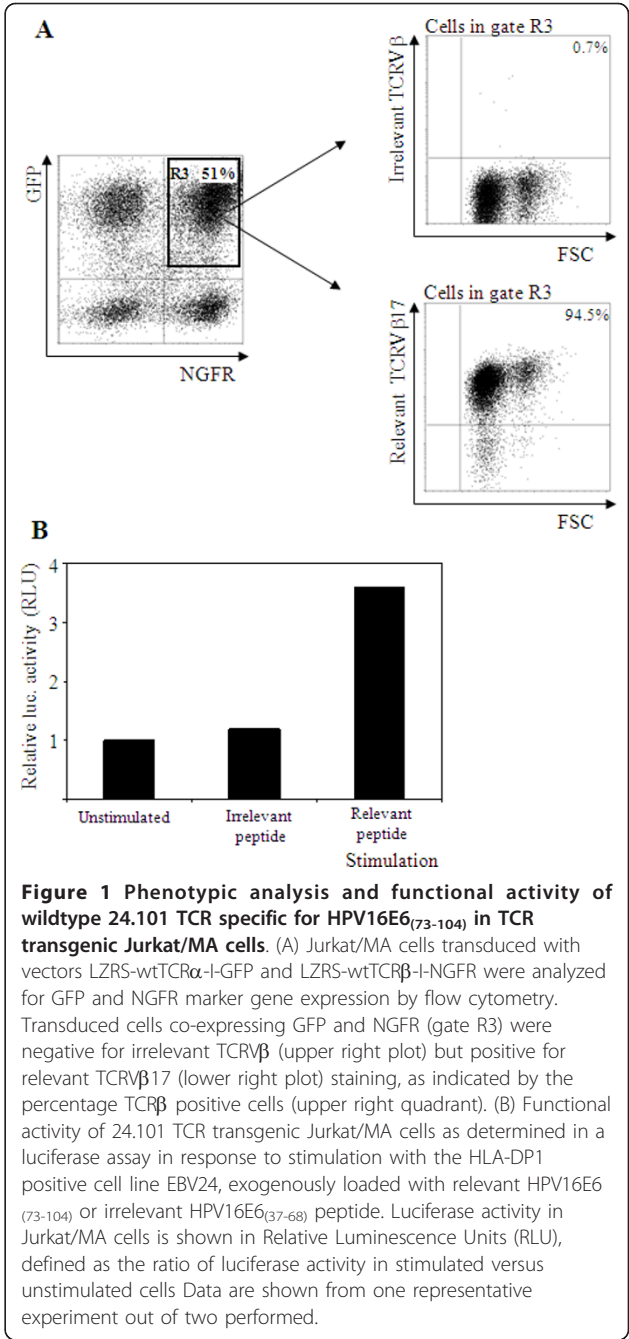 A
Cells in gate R3
0.7%
Irrelevant TCRVβ
FSC
GFP
R3 51%
NGFR
Cells in gate R3
94.5%
Relevant TCRVβ17
FSC
B
Relative luc. activity (RLU)
4
3
2
1
Unstimulated
Irrelevant
peptide
Relevant
peptide
Stimulation
Figure 1 Phenotypic analysis and functional activity of
wildtype 24.101 TCR specific for HPV16E6(73-104) in TCR
transgenic Jurkat/MA cells. (A) Jurkat/MA cells transduced with
vectors LZRS-wtTCRα-I-GFP and LZRS-wtTCRβ-I-NGFR were analyzed
for GFP and NGFR marker gene expression by flow cytometry.
Transduced cells co-expressing GFP and NGFR (gate R3) were
negative for irrelevant TCRVβ (upper right plot) but positive for
relevant TCRVβ17 (lower right plot) staining, as indicated by the
percentage TCRβ positive cells (upper right quadrant). (B) Functional
activity of 24.101 TCR transgenic Jurkat/MA cells as determined in a
luciferase assay in response to stimulation with the HLA-DP1
positive cell line EBV24, exogenously loaded with relevant HPV16E6
(73-104) or irrelevant HPV16E6(37-68) peptide. Luciferase activity in
Jurkat/MA cells is shown in Relative Luminescence Units (RLU),
defined as the ratio of luciferase activity in stimulated versus
unstimulated cells Data are shown from one representative
experiment out of two performed.